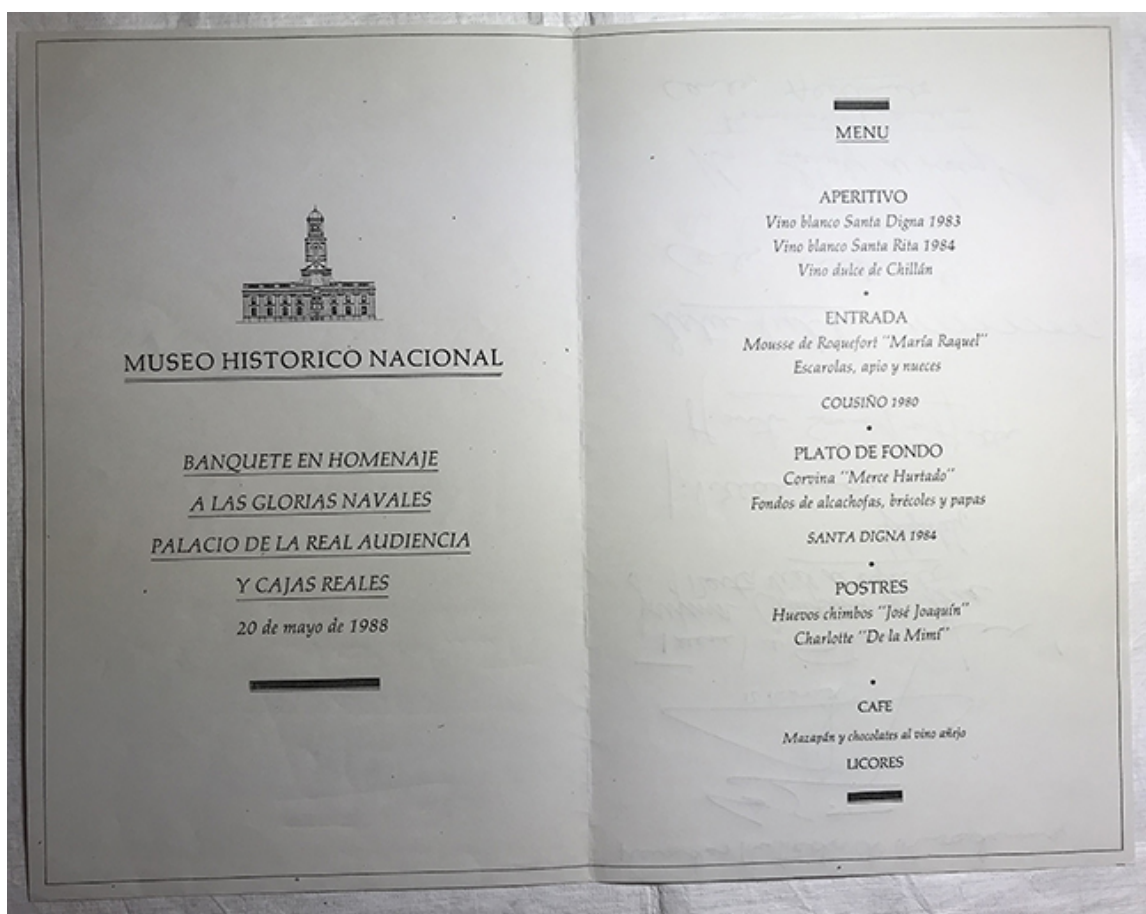 MUSEO HISTORICO NACIONAL
BANQUETE EN HOMENAJE
A LAS GLORIAS NAVALES
PALACIO DE LA REAL AUDIENCIA
Y CAJAS REALES
20 de mayo de 1988
MENU
APERITIVO
Vino blanco Santa Digna 1983
Vino blanco Santa Rita 1984
Vino dulce de Chillán
ENTRADA
Mousse de Roquefort "María Raquel"
Escarolas, apio y nueces
COUSIÑO 1980
PLATO DE FONDO
Corvina "Merce Hurtado"
Fondos de alcachofas, brécoles y papas
SANTA DIGNA 1984
POSTRES
Huevos chimbos "José Joaquín"
Charlotte "De la Mimí"
CAFE
Mazapán y chocolates al vino añejo
LICORES